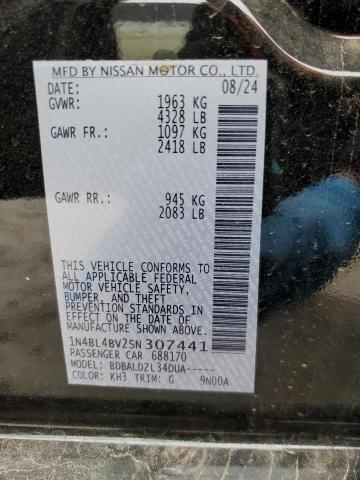 MFD BY NISSAN MOTOR CO., LTD.
DATE: 08/24
GVWR: 1963 KG
4328 LB
GAWR FR.: 1097 KG
2418 LB
GAWR RR.: 945 KG
2083 LB
THIS VEHICLE CONFORMS TO
ALL APPLICABLE FEDERAL
MOTOR VEHICLE SAFETY,
BUMPER, AND THEFT
PREVENTION STANDARDS IN
EFFECT ON THE DATE OF
MANUFACTURE SHOWN ABOVE.
1N4BL4BV2SN307441
PASSENGER CAR 688170
MODEL: BDBALDZL34DUA-----
COLOR: KH3 TRIM: G 9N00A